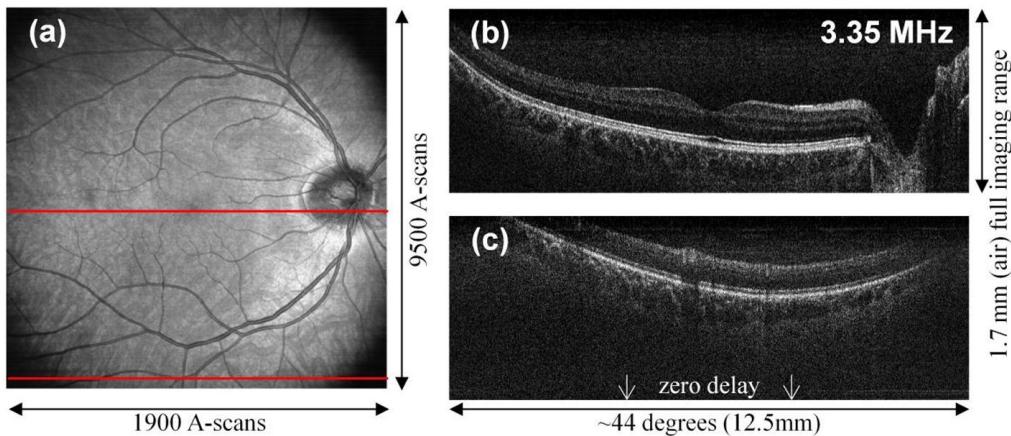 (a)
9500 A-scans
1900 A-scans
(b)
3.35 MHz
(c)
zero delay
~44 degrees (12.5mm)
1.7 mm (air) full imaging range